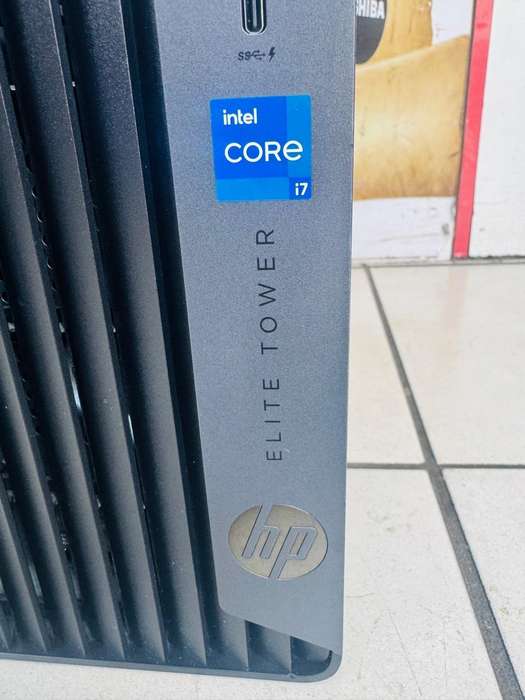 SS
intel
CORE
i7
ELITE TOWER
hp